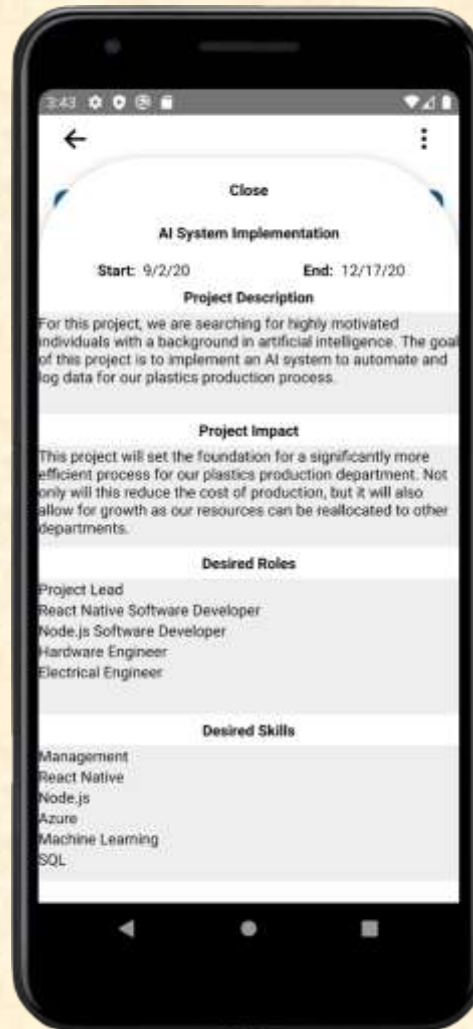 3:43
Close
AI System Implementation
Start: 9/2/20 End: 12/17/20
Project Description
For this project, we are searching for highly motivated
individuals with a background in artificial intelligence. The goal
of this project is to implement an AI system to automate and
log data for our plastics production process.
Project Impact
This project will set the foundation for a significantly more
efficient process for our plastics production department. Not
only will this reduce the cost of production, but it will also
allow for growth as our resources can be reallocated to other
departments.
Desired Roles
Project Lead
React Native Software Developer
Node.js Software Developer
Hardware Engineer
Electrical Engineer
Desired Skills
Management
React Native
Node.js
Azure
Machine Learning
SQL